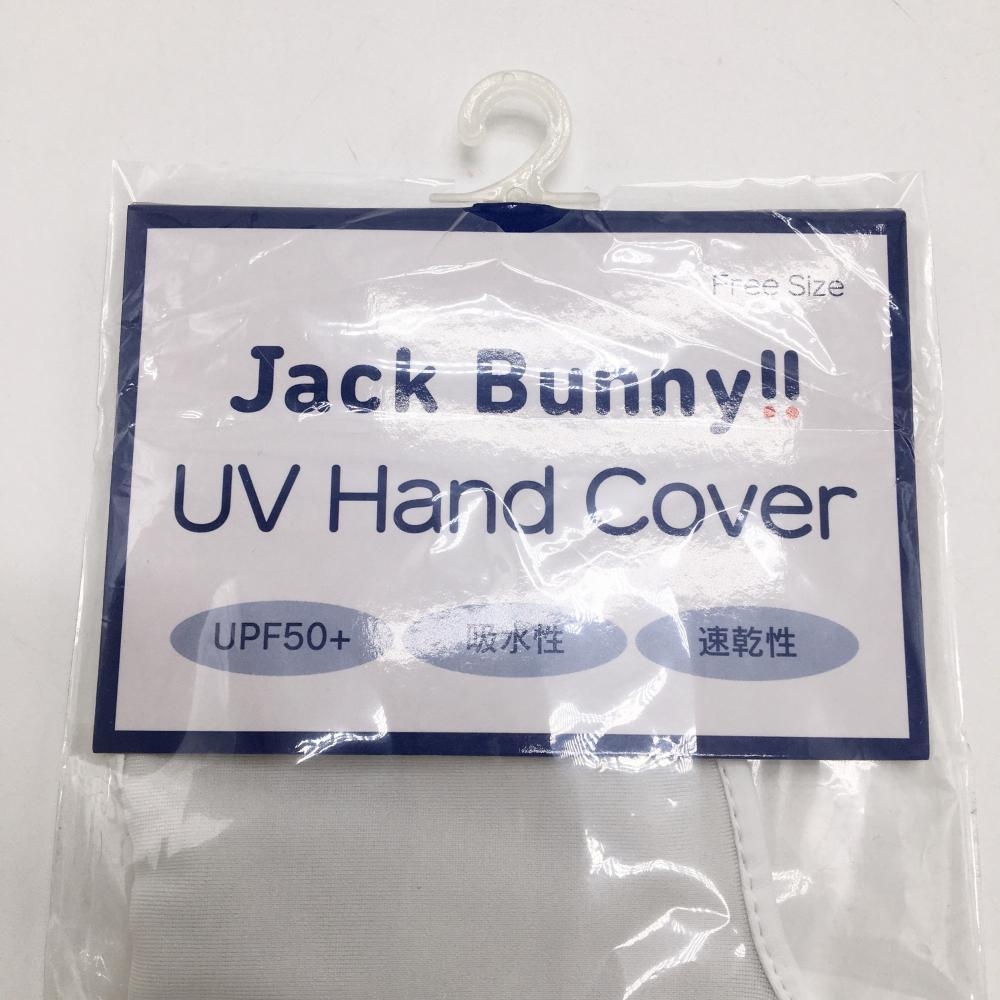 Free Size
Jack Bunny!!
UV Hand Cover
UPF50+ 吸水性 速乾性